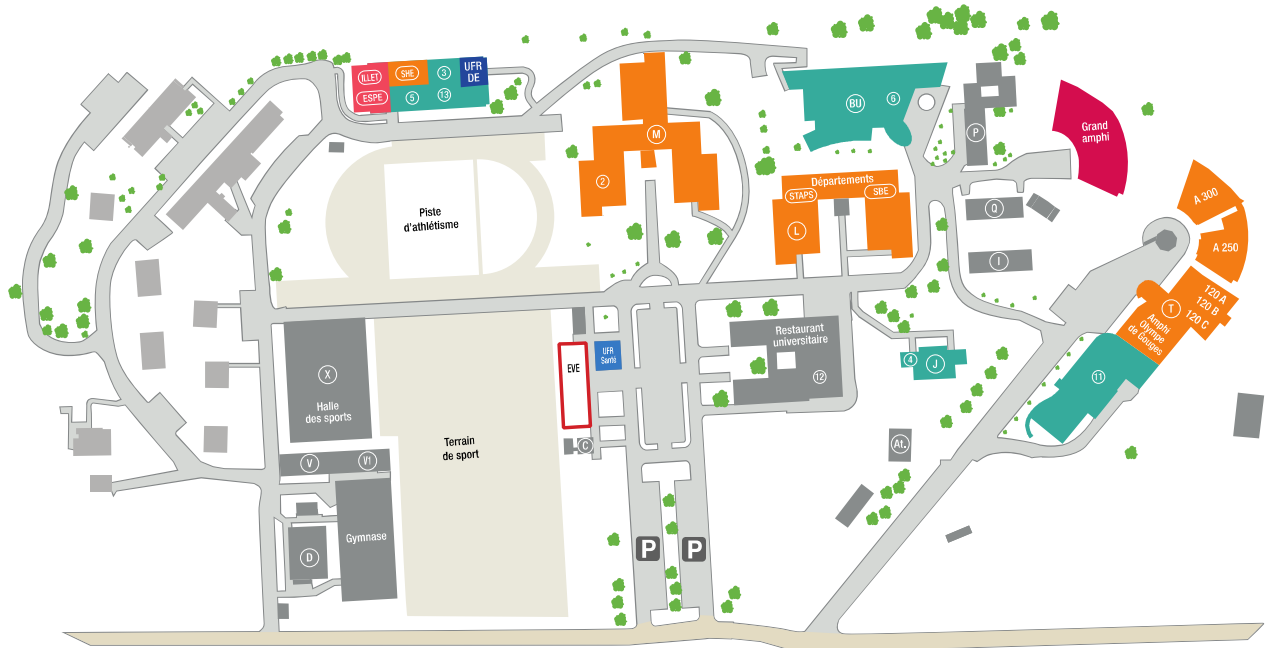 ILLET
SHE
3
UFR
DE
ESPE
5
13
M
2
BU
6
P
Grand
amphi
Départements
STAPS
SBE
L
Q
I
A 300
A 250
Piste
d'athlétisme
T
120 A
120 B
120 C
Amphi
Olympe
de Gouges
11
Restaurant
universitaire
12
4
J
At.
EVE
UFR
Santé
C
X
Halle
des sports
V
V1
Terrain
de sport
Gymnase
D
P
P